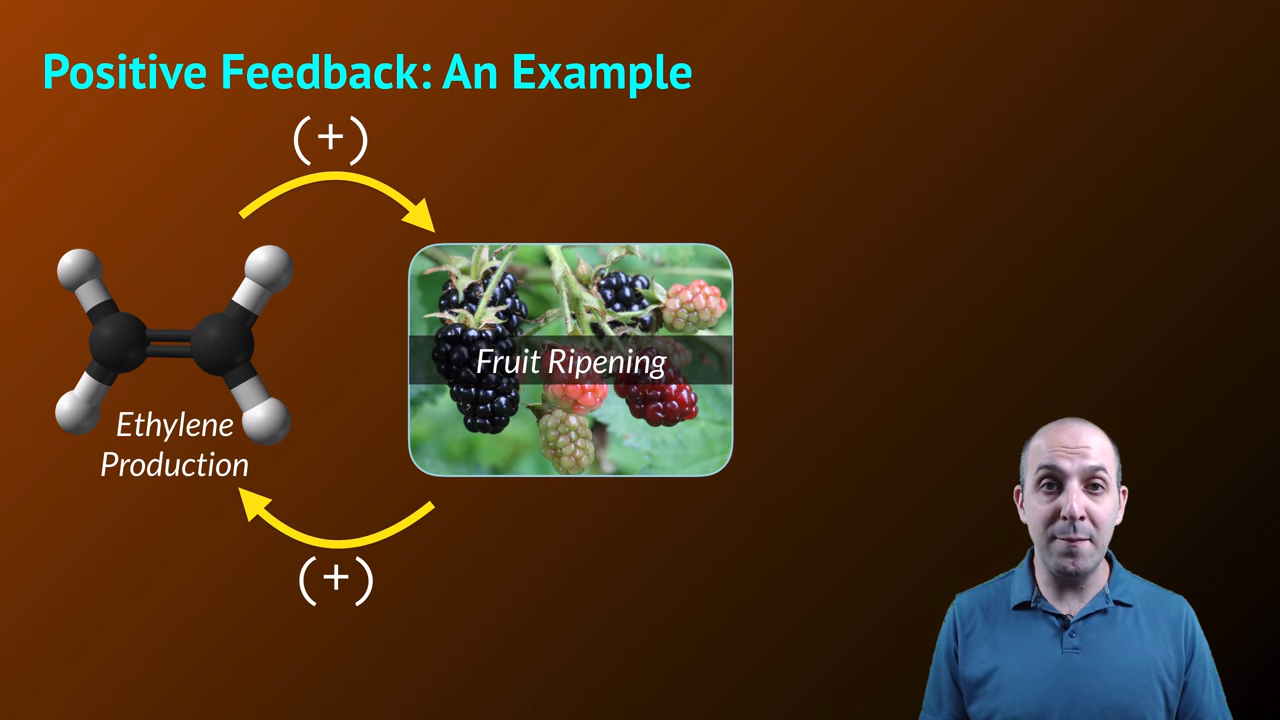 Positive Feedback: An Example
(+)
Fruit Ripening
Ethylene
Production
(+)